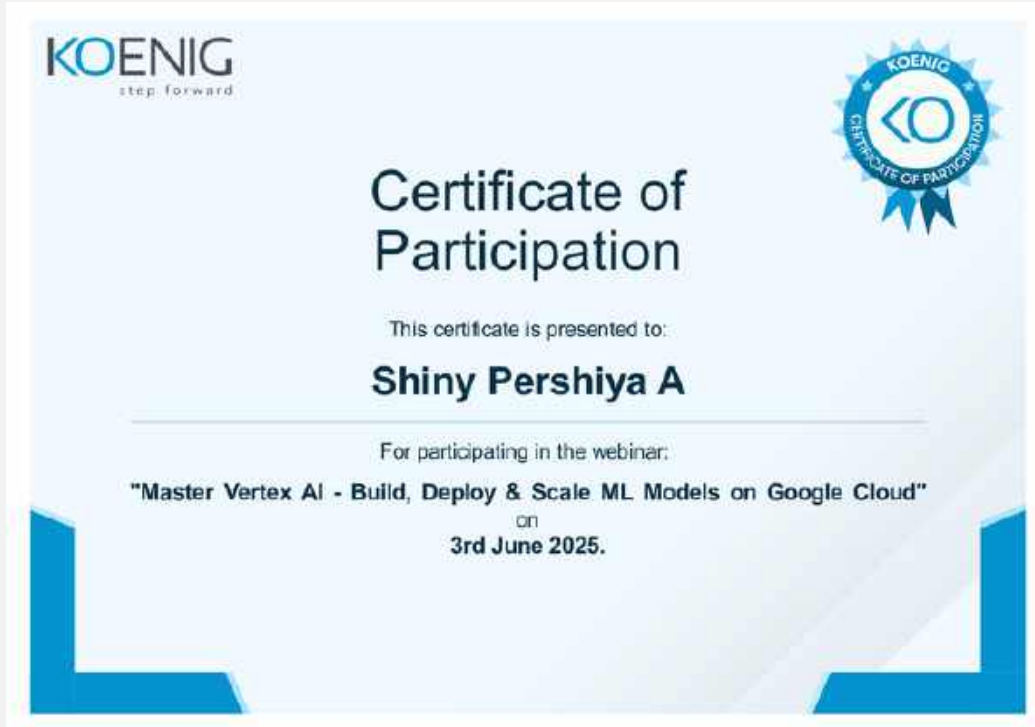 KOENIG
step forward
KOENIG
KO
CERTIFICATE OF PARTICIPATION
Certificate of
Participation
This certificate is presented to:
Shiny Pershiya A
For participating in the webinar:
"Master Vertex AI - Build, Deploy & Scale ML Models on Google Cloud"
on
3rd June 2025.